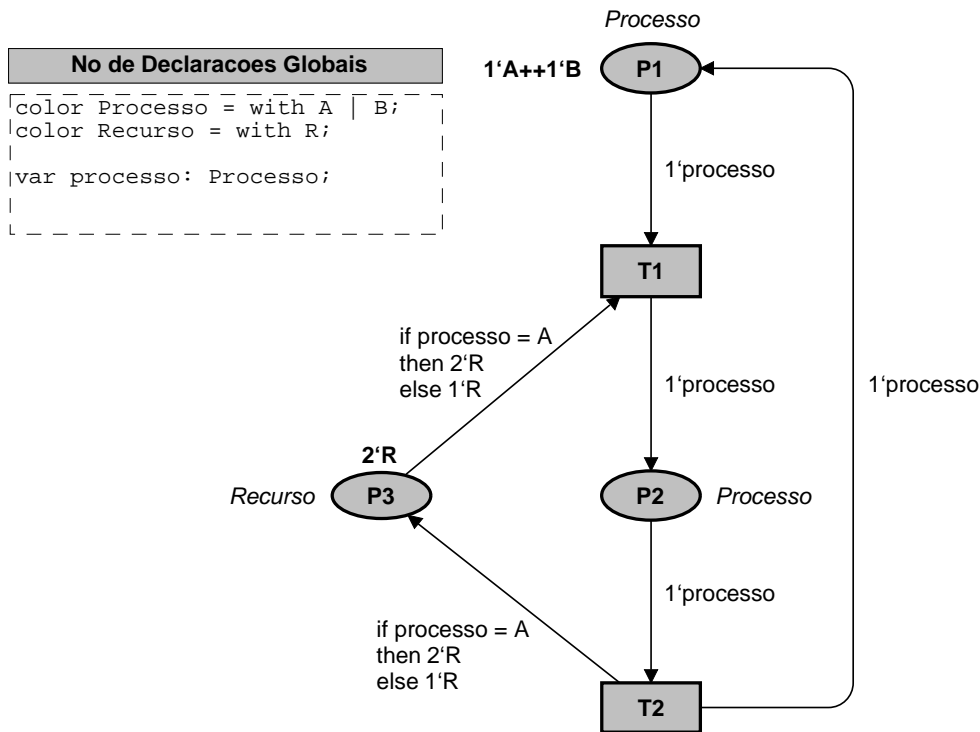 Processo
No de Declaracoes Globais
1‘A++1‘B
P1
color Processo = with A | B;
color Recurso = with R;
var processo: Processo;
1‘processo
T1
if processo = A
then 2‘R
else 1‘R
1‘processo
1‘processo
2‘R
Recurso
P3
P2
Processo
1‘processo
if processo = A
then 2‘R
else 1‘R
T2